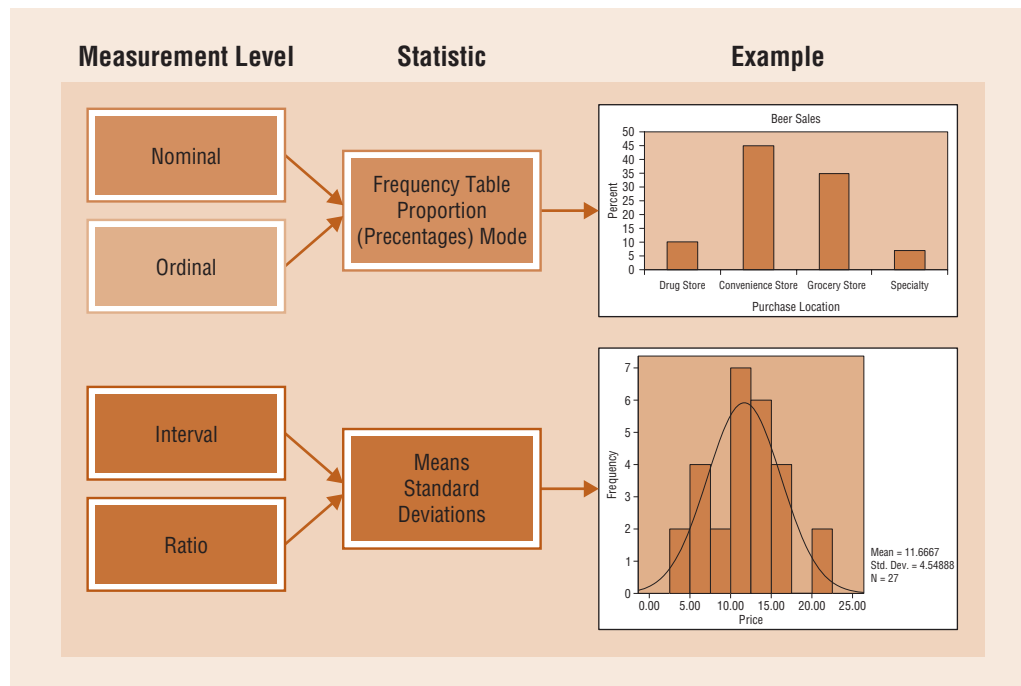 Measurement Level
Statistic
Example
Nominal
Ordinal
Frequency Table
Proportion
(Precentages) Mode
Beer Sales
Percent
50
45
40
35
30
25
20
15
10
5
0
Drug Store
Convenience Store
Grocery Store
Specialty
Purchase Location
Interval
Ratio
Means
Standard
Deviations
Frequency
7
6
5
4
3
2
1
0
0.00
5.00
10.00
15.00
20.00
25.00
Price
Mean = 11.6667
Std. Dev. = 4.54888
N = 27